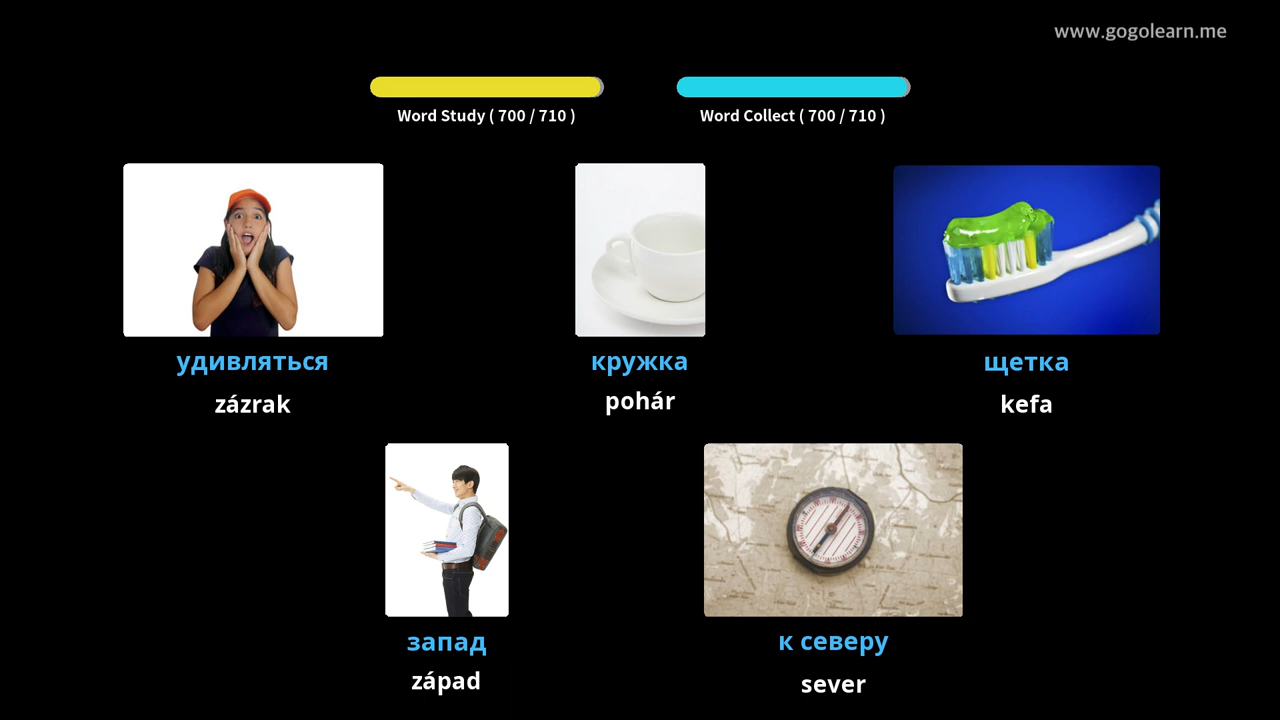 www.gogolearn.me
Word Study ( 700 / 710 )
Word Collect ( 700 / 710 )
удивляться
zázrak
кружка
pohár
щетка
kefa
запад
západ
к северу
sever